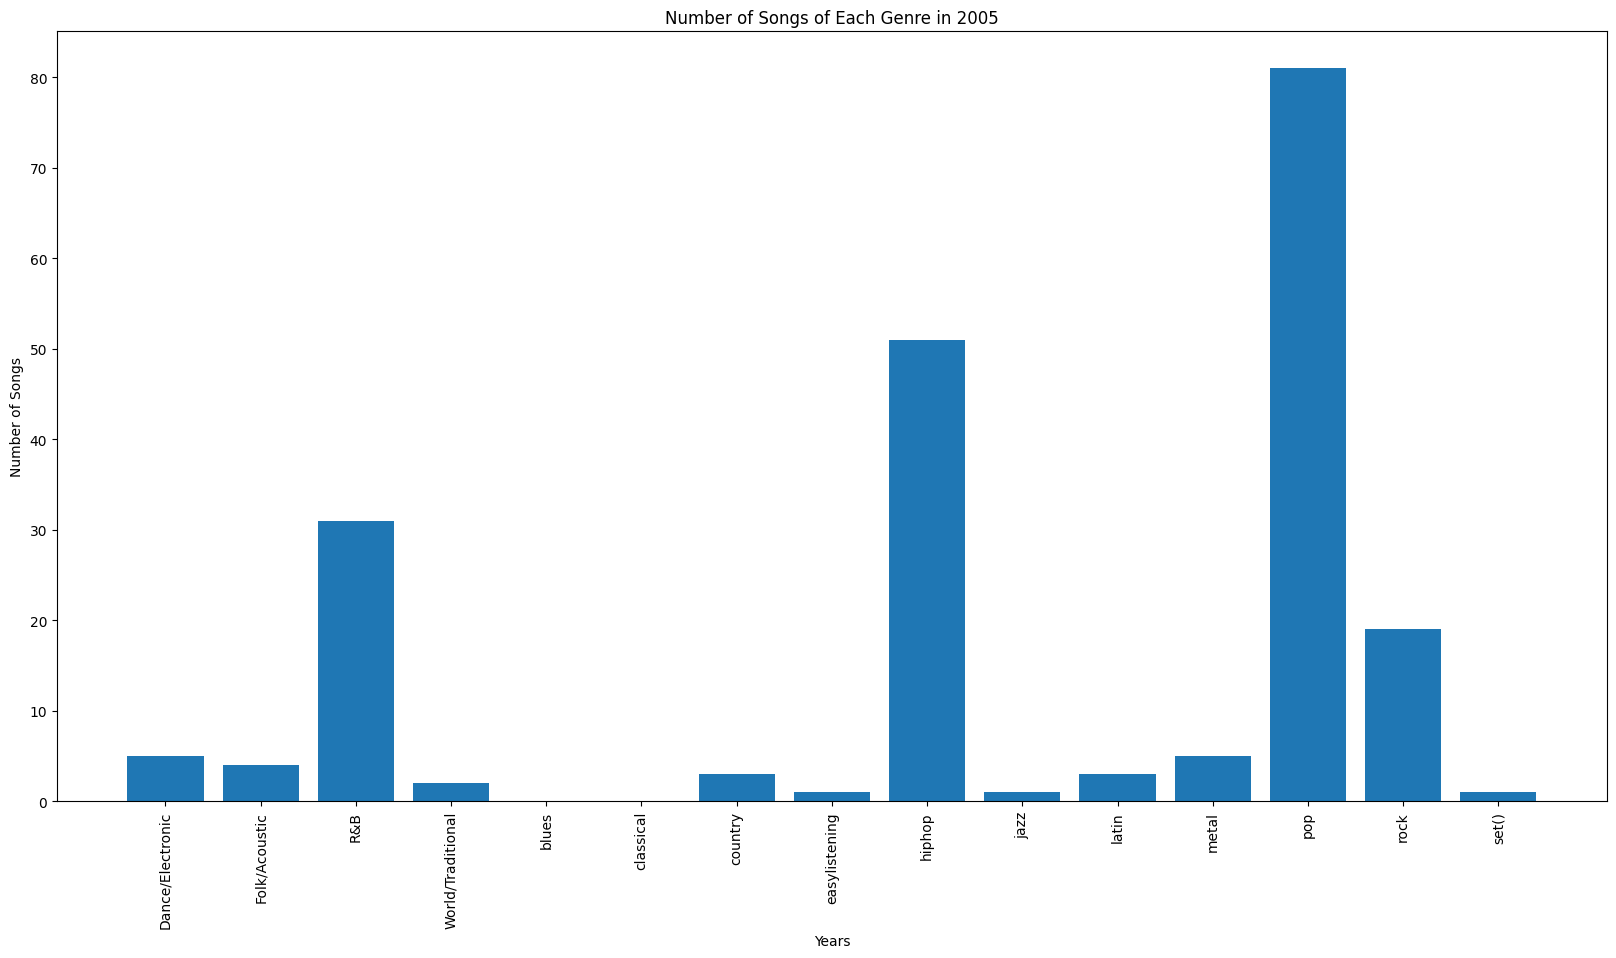 Number of Songs of Each Genre in 2005
Number of Songs
80
70
60
50
40
30
20
10
0
Dance/Electronic
Folk/Acoustic
R&B
World/Traditional
blues
classical
country
easylistening
hiphop
jazz
latin
metal
pop
rock
set()
Years